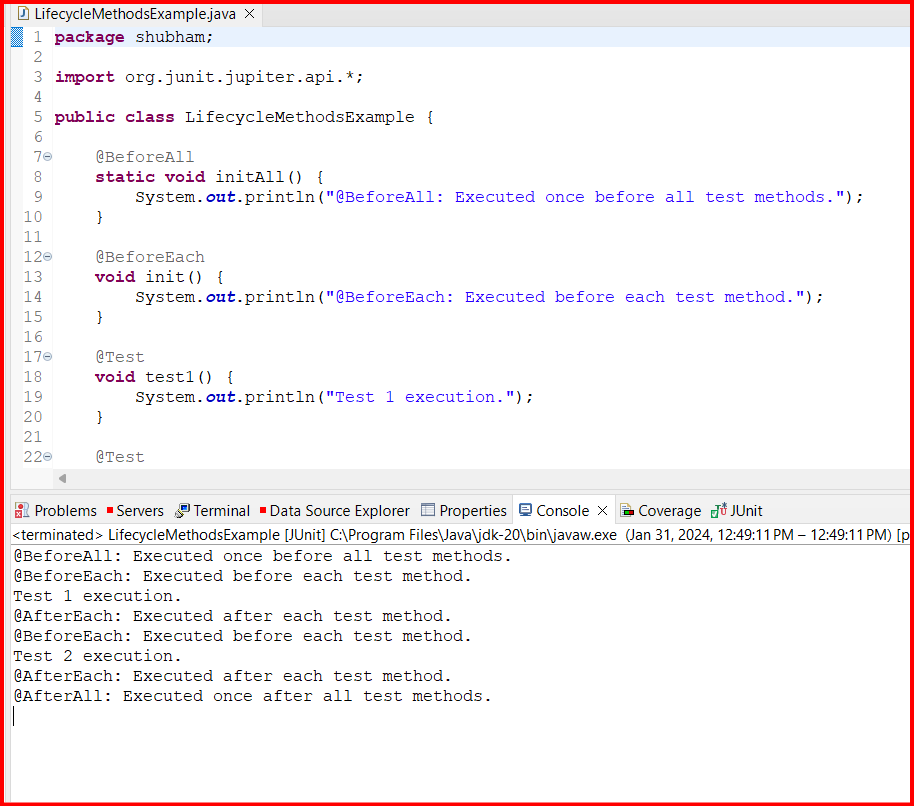 LifecycleMethodsExample.java
1 package shubham;
2
3 import org.junit.jupiter.api.*;
4
5 public class LifecycleMethodsExample {
6
7 @BeforeAll
8 static void initAll() {
9 System.out.println("@BeforeAll: Executed once before all test methods.");
10 }
11
12 @BeforeEach
13 void init() {
14 System.out.println("@BeforeEach: Executed before each test method.");
15 }
16
17 @Test
18 void test1() {
19 System.out.println("Test 1 execution.");
20 }
21
22 @Test
Problems Servers Terminal Data Source Explorer Properties Console Coverage JUnit
<terminated> LifecycleMethodsExample [JUnit] C:\Program Files\Java\jdk-20\bin\javaw.exe (Jan 31, 2024, 12:49:11 PM – 12:49:11 PM) [p
@BeforeAll: Executed once before all test methods.
@BeforeEach: Executed before each test method.
Test 1 execution.
@AfterEach: Executed after each test method.
@BeforeEach: Executed before each test method.
Test 2 execution.
@AfterEach: Executed after each test method.
@AfterAll: Executed once after all test methods.